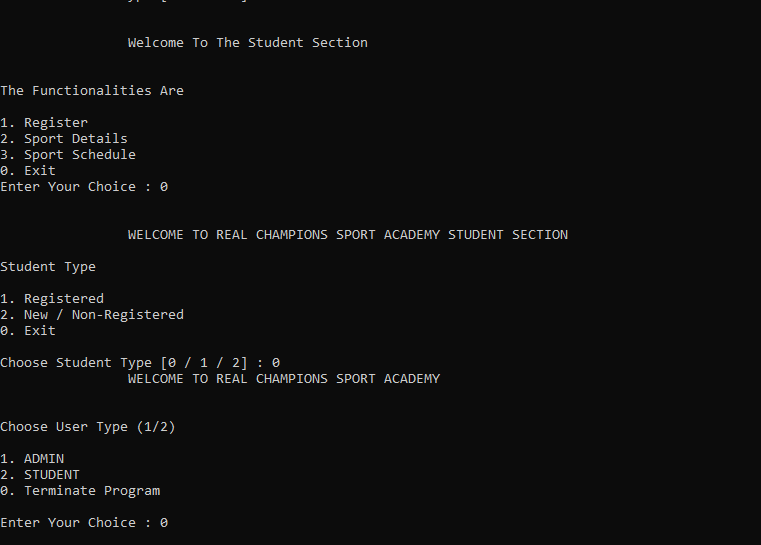 Welcome To The Student Section
The Functionalities Are
1. Register
2. Sport Details
3. Sport Schedule
0. Exit
Enter Your Choice : 0
WELCOME TO REAL CHAMPIONS SPORT ACADEMY STUDENT SECTION
Student Type
1. Registered
2. New / Non-Registered
0. Exit
Choose Student Type [0 / 1 / 2] : 0
WELCOME TO REAL CHAMPIONS SPORT ACADEMY
Choose User Type (1/2)
1. ADMIN
2. STUDENT
0. Terminate Program
Enter Your Choice : 0